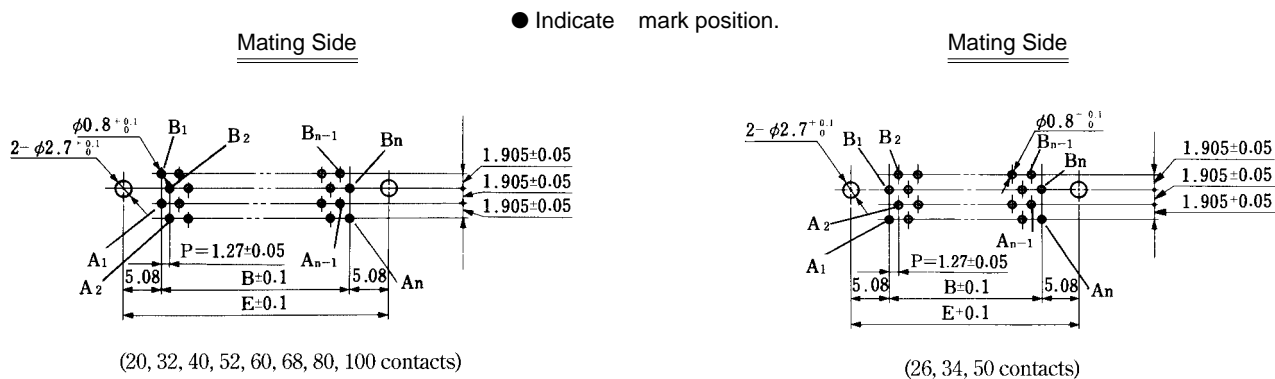 ● Indicate mark position.
Mating Side
φ0.8 +0.1 0
B1
B2
Bn-1
Bn
2-φ2.7 +0.1 0
1.905±0.05
1.905±0.05
1.905±0.05
A1
A2
P=1.27±0.05
An-1
An
5.08
B±0.1
5.08
E±0.1
(20, 32, 40, 52, 60, 68, 80, 100 contacts)
Mating Side
2-φ2.7 +0.1 0
B1
B2
φ0.8 +0.1 0
Bn-1
Bn
1.905±0.05
1.905±0.05
1.905+0.05
A2
A1
An-1
An
P=1.27±0.05
5.08
B±0.1
5.08
E+0.1
(26, 34, 50 contacts)